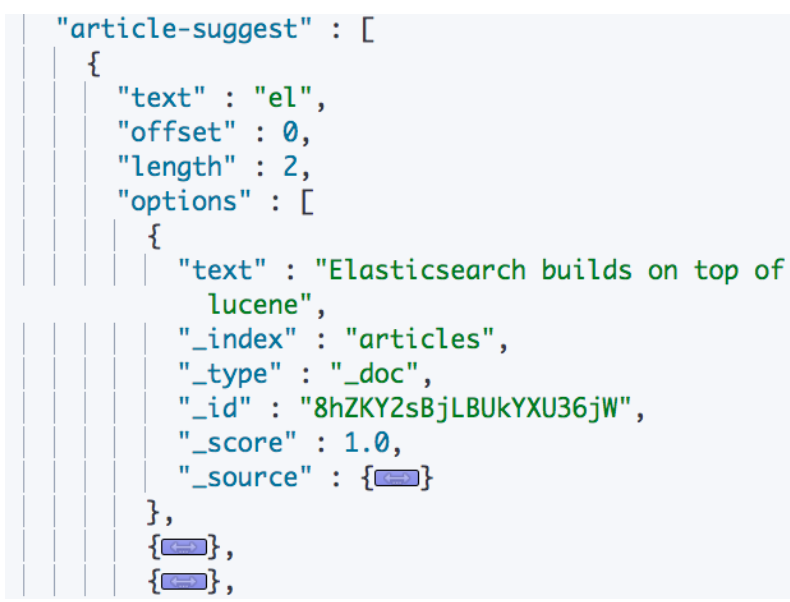 "article-suggest" : [
{
"text" : "el",
"offset" : 0,
"length" : 2,
"options" : [
{
"text" : "Elasticsearch builds on top of
lucene",
"_index" : "articles",
"_type" : "_doc",
"_id" : "8hZKY2sBjLBUkYXU36jW",
"_score" : 1.0,
"_source" : {}
},
{},
{},